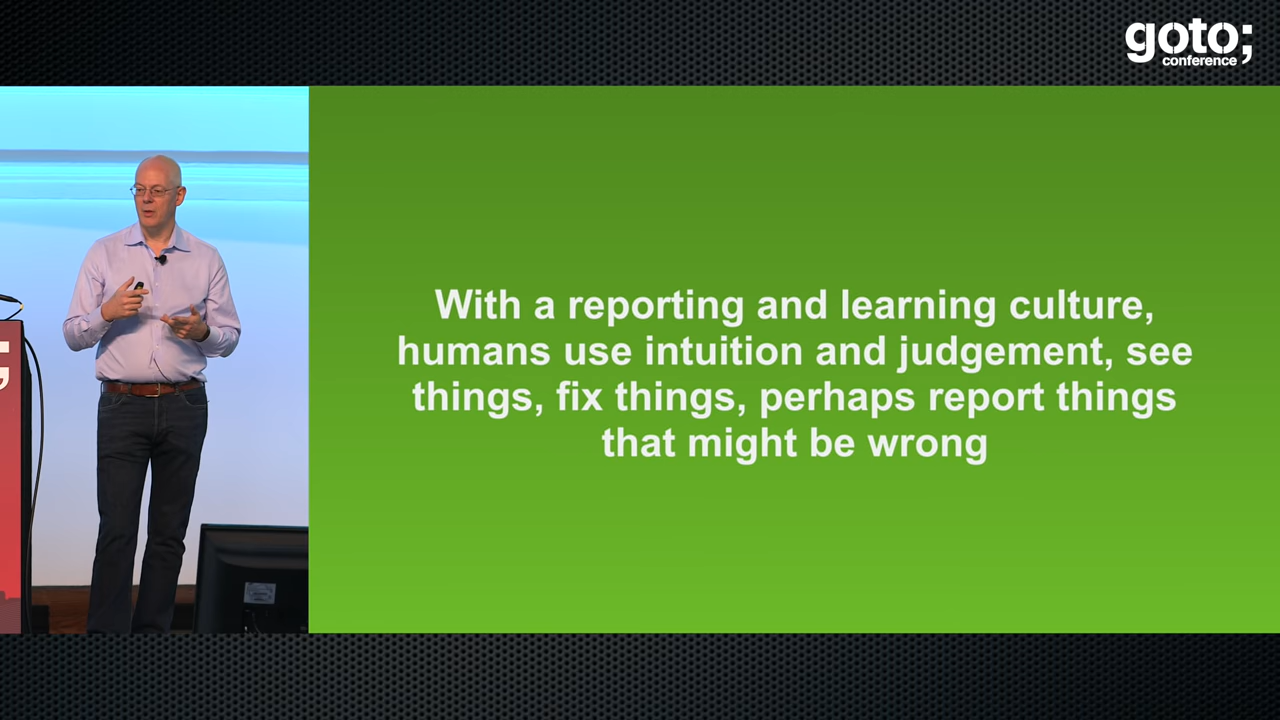 goto;
conference
With a reporting and learning culture,
humans use intuition and judgement, see
things, fix things, perhaps report things
that might be wrong